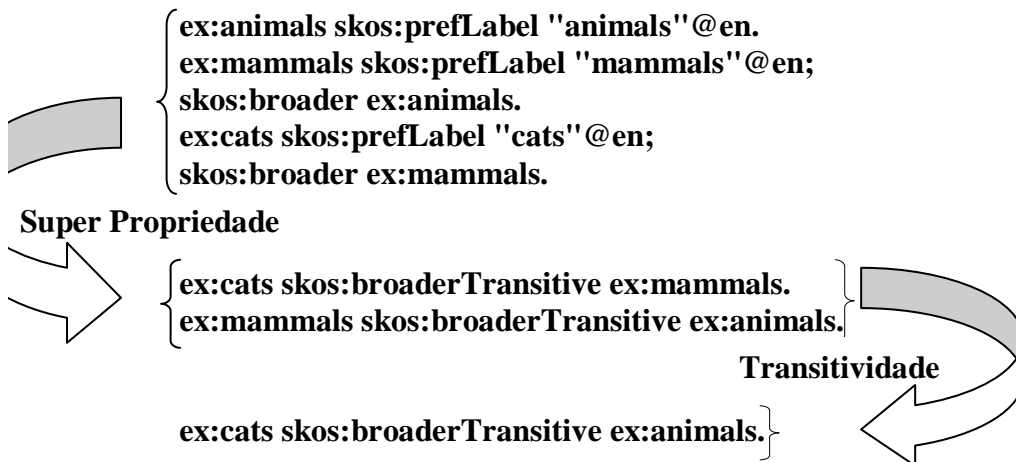 ex:animals skos:prefLabel "animals"@en.
ex:mammals skos:prefLabel "mammals"@en;
skos:broader ex:animals.
ex:cats skos:prefLabel "cats"@en;
skos:broader ex:mammals.
Super Propriedade
ex:cats skos:broaderTransitive ex:mammals.
ex:mammals skos:broaderTransitive ex:animals.
Transitividade
ex:cats skos:broaderTransitive ex:animals.